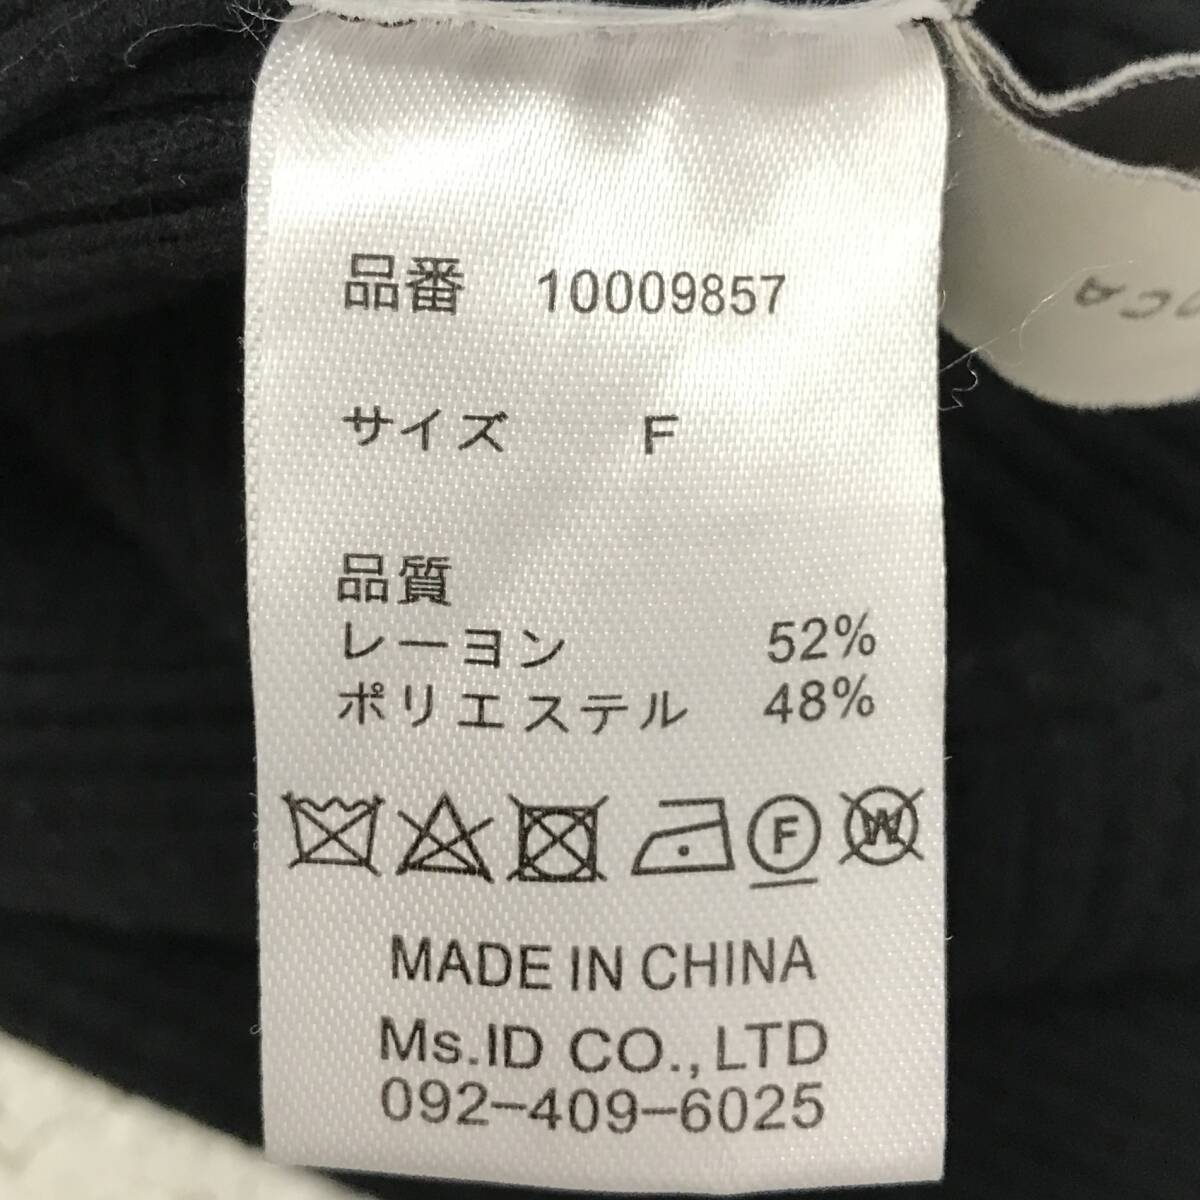 品番 10009857
サイズ F
品質
レーヨン 52%
ポリエステル 48%
F W
MADE IN CHINA
Ms.ID CO.,LTD
092-409-6025